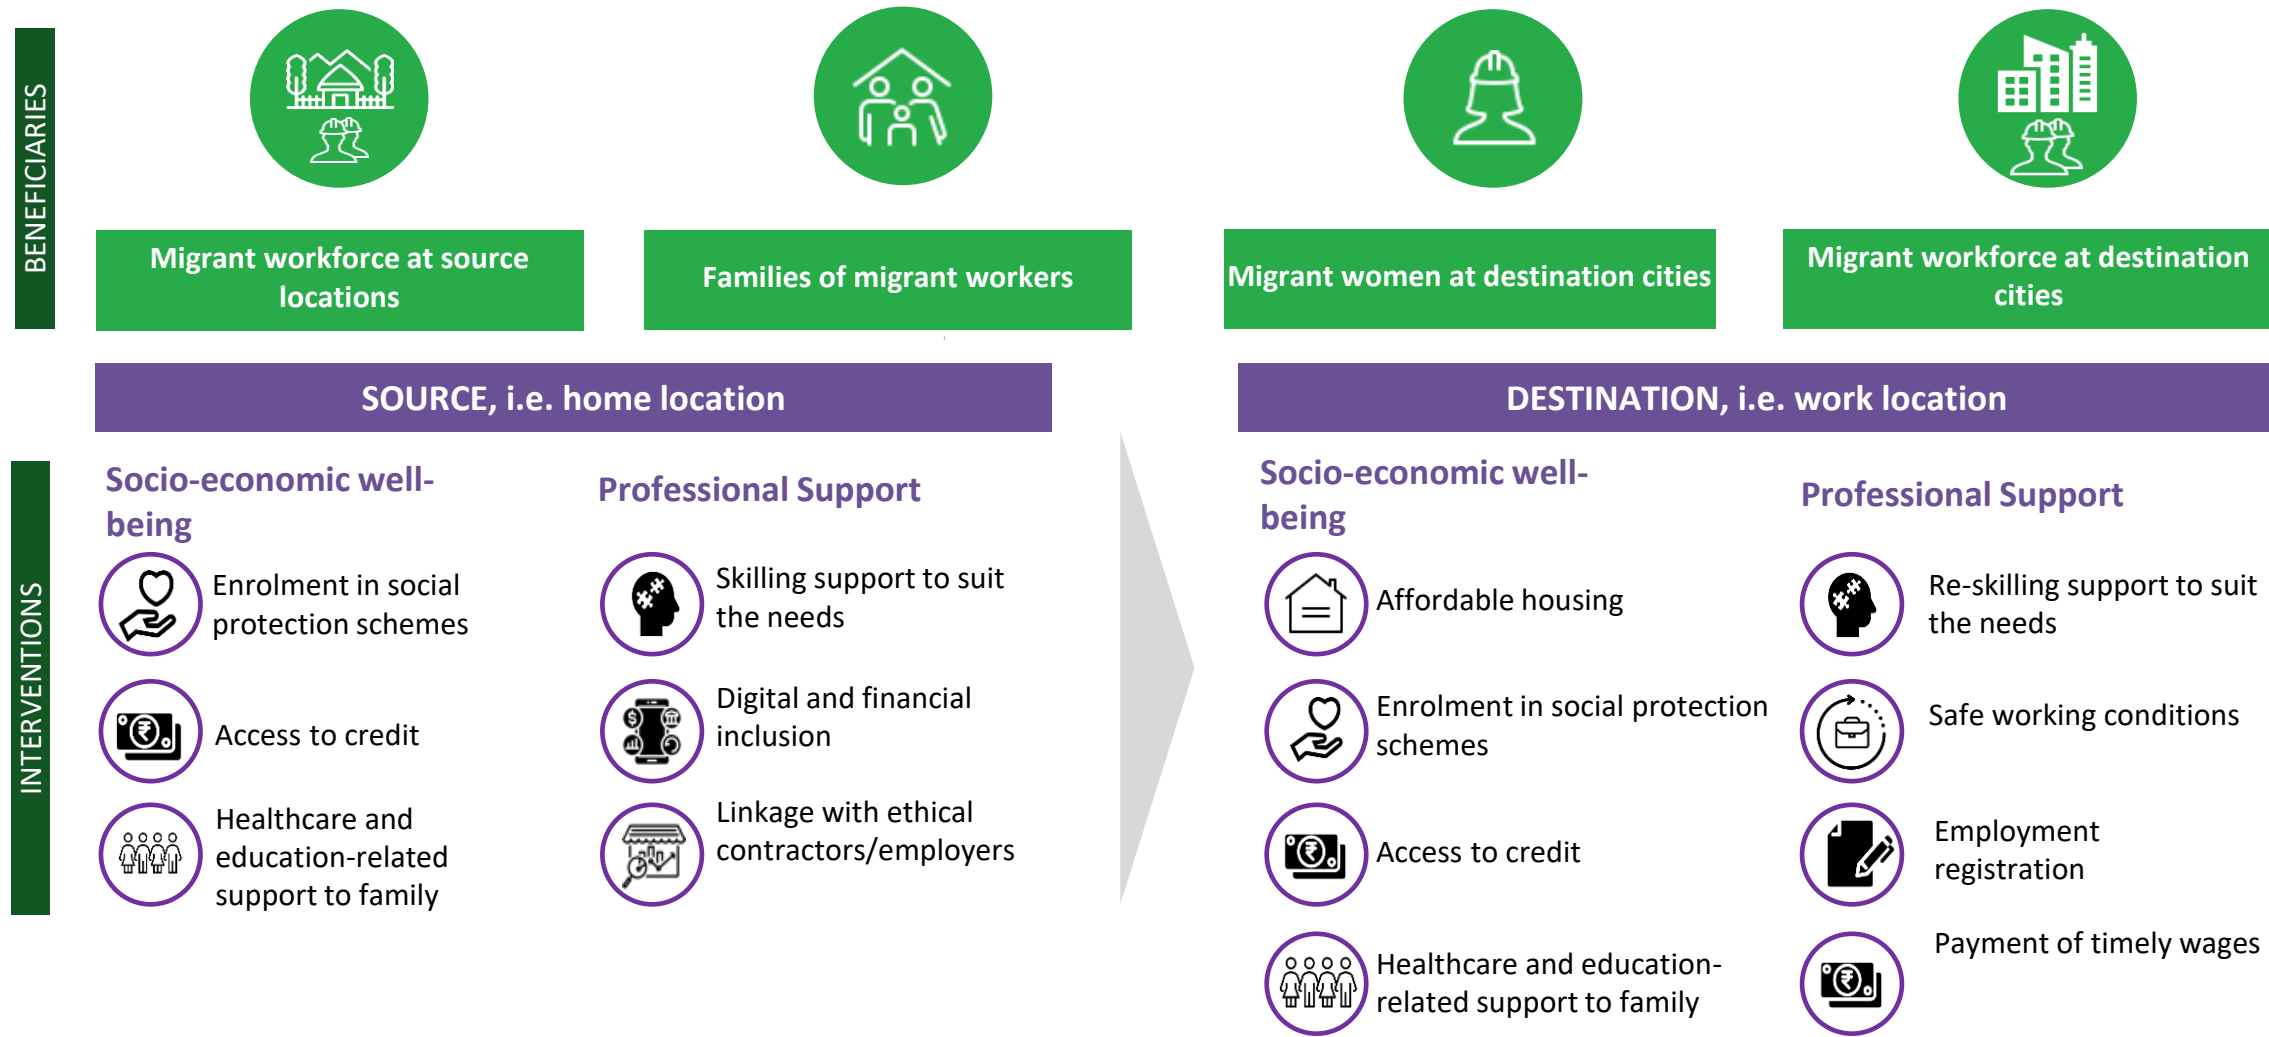 BENEFICIARIES
Migrant workforce at source
locations
Families of migrant workers
Migrant women at destination cities
Migrant workforce at destination
cities
SOURCE, i.e. home location
DESTINATION, i.e. work location
INTERVENTIONS
Socio-economic well-
being
Enrolment in social
protection schemes
Access to credit
Healthcare and
education-related
support to family
Professional Support
Skilling support to suit
the needs
Digital and financial
inclusion
Linkage with ethical
contractors/employers
Socio-economic well-
being
Affordable housing
Enrolment in social protection
schemes
Access to credit
Healthcare and education-
related support to family
Professional Support
Re-skilling support to suit
the needs
Safe working conditions
Employment
registration
Payment of timely wages